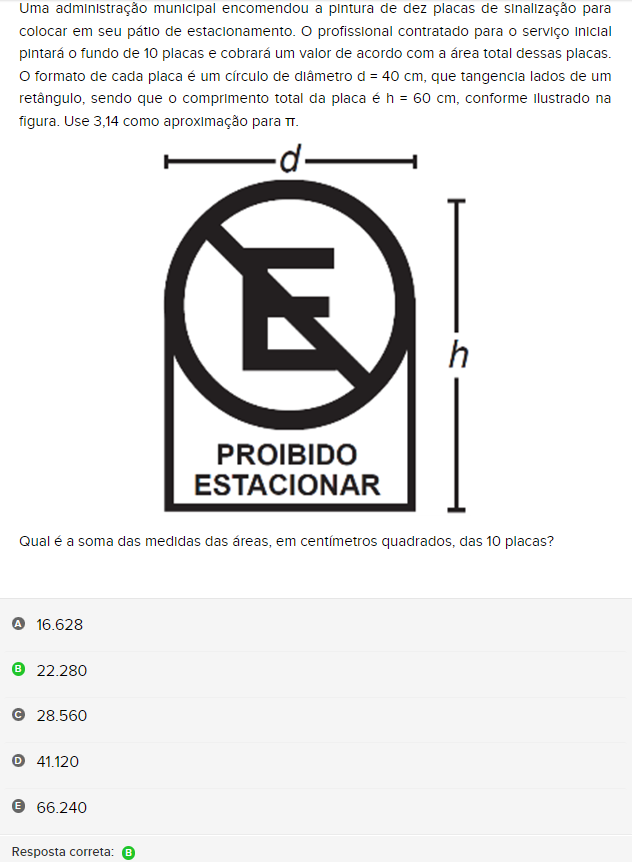 Uma administração municipal encomendou a pintura de dez placas de sinalização para
colocar em seu pátio de estacionamento. O profissional contratado para o serviço inicial
pintará o fundo de 10 placas e cobrará um valor de acordo com a área total dessas placas.
O formato de cada placa é um círculo de diâmetro d = 40 cm, que tangencia lados de um
retângulo, sendo que o comprimento total da placa é h = 60 cm, conforme ilustrado na
figura. Use 3,14 como aproximação para π.
d
E
h
PROIBIDO
ESTACIONAR
Qual é a soma das medidas das áreas, em centímetros quadrados, das 10 placas?
A 16.628
B 22.280
C 28.560
D 41.120
E 66.240
Resposta correta: B